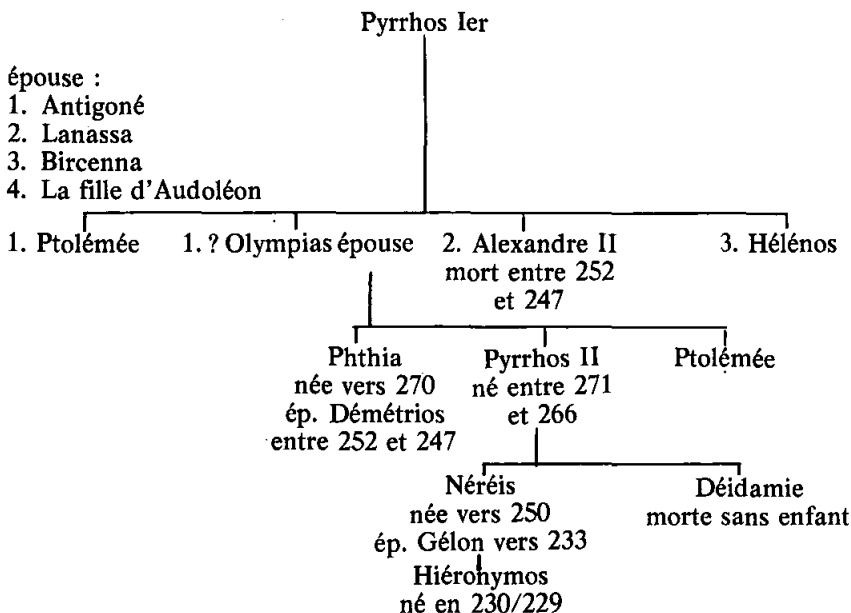 Pyrrhos Ier
épouse :
1. Antigoné
2. Lanassa
3. Bircenna
4. La fille d'Audoléon
1. Ptolémée 1. ? Olympias épouse 2. Alexandre II 3. Hélénos
mort entre 252
et 247
Phthia Pyrrhos II Ptolémée
née vers 270 né entre 271
ép. Démétrios et 266
entre 252 et 247
Néréis Déidamie
née vers 250 morte sans enfant
ép. Gélon vers 233
Hiéronymos
né en 230/229